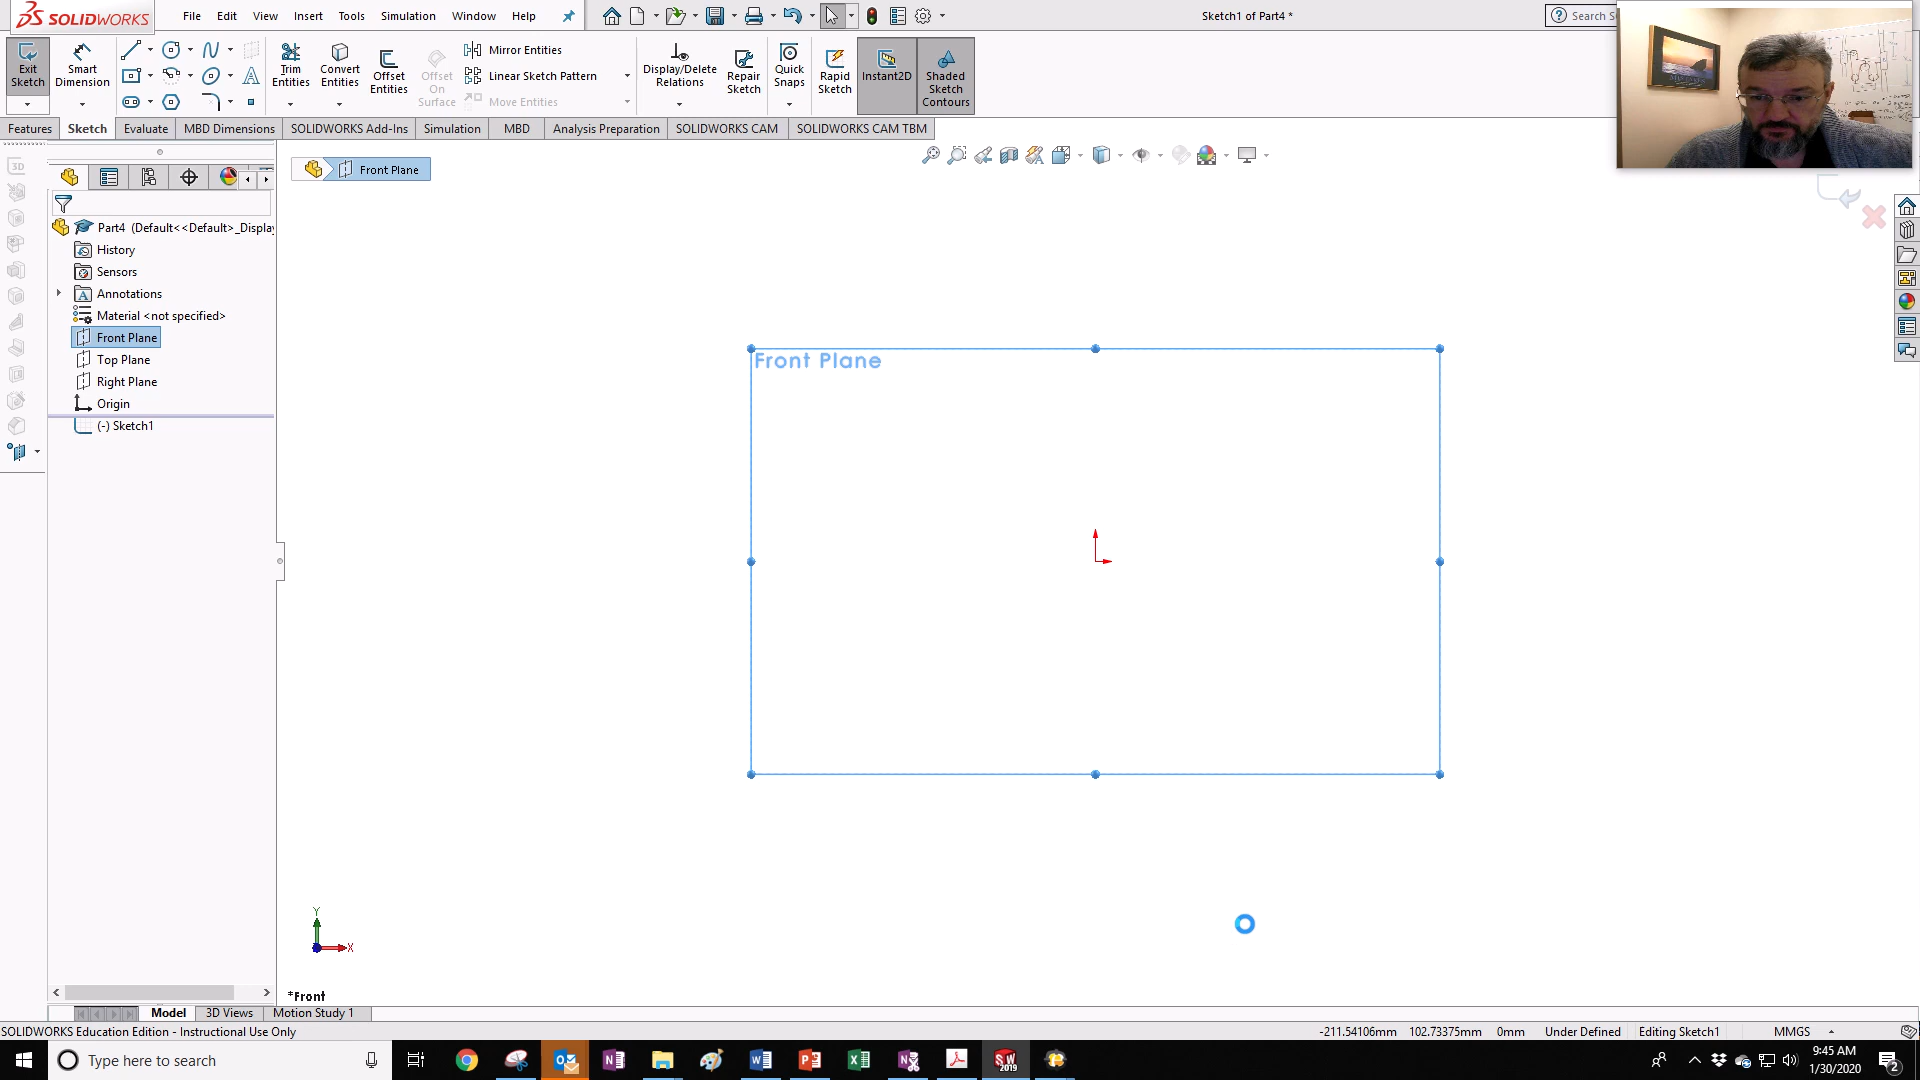 SOLIDWORKS
File
Edit
View
Insert
Tools
Simulation
Window
Help
Sketch1 of Part4 *
Search S
Exit Sketch
Smart Dimension
Trim Entities
Convert Entities
Offset Entities
Offset On Surface
Mirror Entities
Linear Sketch Pattern
Move Entities
Display/Delete Relations
Repair Sketch
Quick Snaps
Rapid Sketch
Instant2D
Shaded Sketch Contours
Features
Sketch
Evaluate
MBD Dimensions
SOLIDWORKS Add-Ins
Simulation
MBD
Analysis Preparation
SOLIDWORKS CAM
SOLIDWORKS CAM TBM
Front Plane
Part4 (Default<<Default>_Display
History
Sensors
Annotations
Material <not specified>
Front Plane
Top Plane
Right Plane
Origin
(-) Sketch1
Front Plane
Y
X
*Front
Model
3D Views
Motion Study 1
SOLIDWORKS Education Edition - Instructional Use Only
-211.54106mm
102.73375mm
0mm
Under Defined
Editing Sketch1
MMGS
Type here to search
9:45 AM
1/30/2020
2